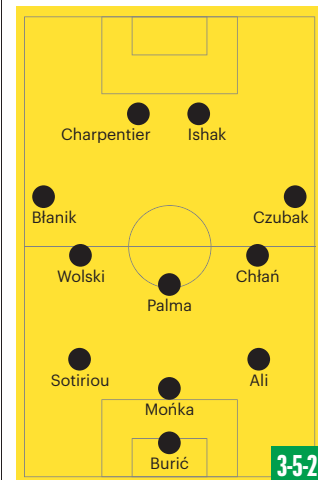 Charpentier Ishak
Błanik Czubak
Wolski Chłań
Palma
Sotiriou Ali
Mońka
Burić
3-5-2